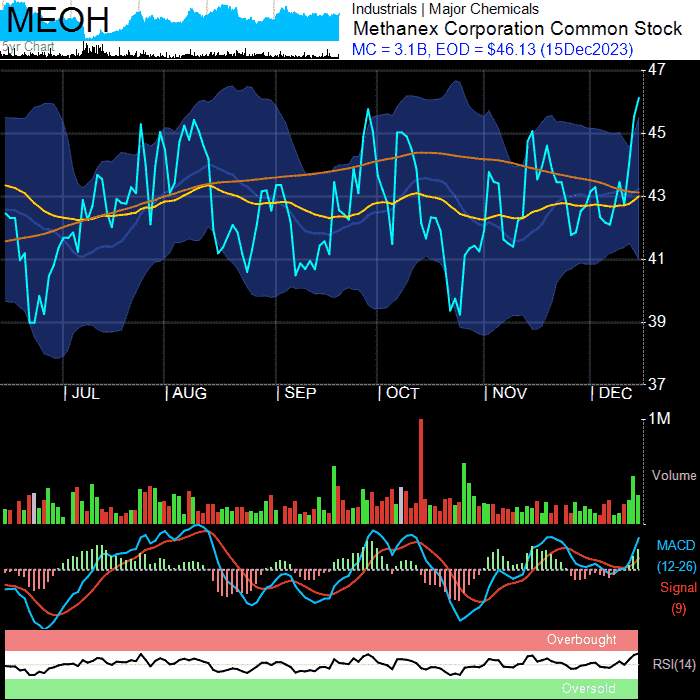 MEOH
5yr Chart
Industrials | Major Chemicals
Methanex Corporation Common Stock
MC = 3.1B, EOD = $46.13 (15Dec2023)
47
45
43
41
39
37
| JUL | AUG | SEP | OCT | NOV | DEC
1M
Volume
MACD
(12-26)
Signal
(9)
Overbought
RSI(14)
Oversold